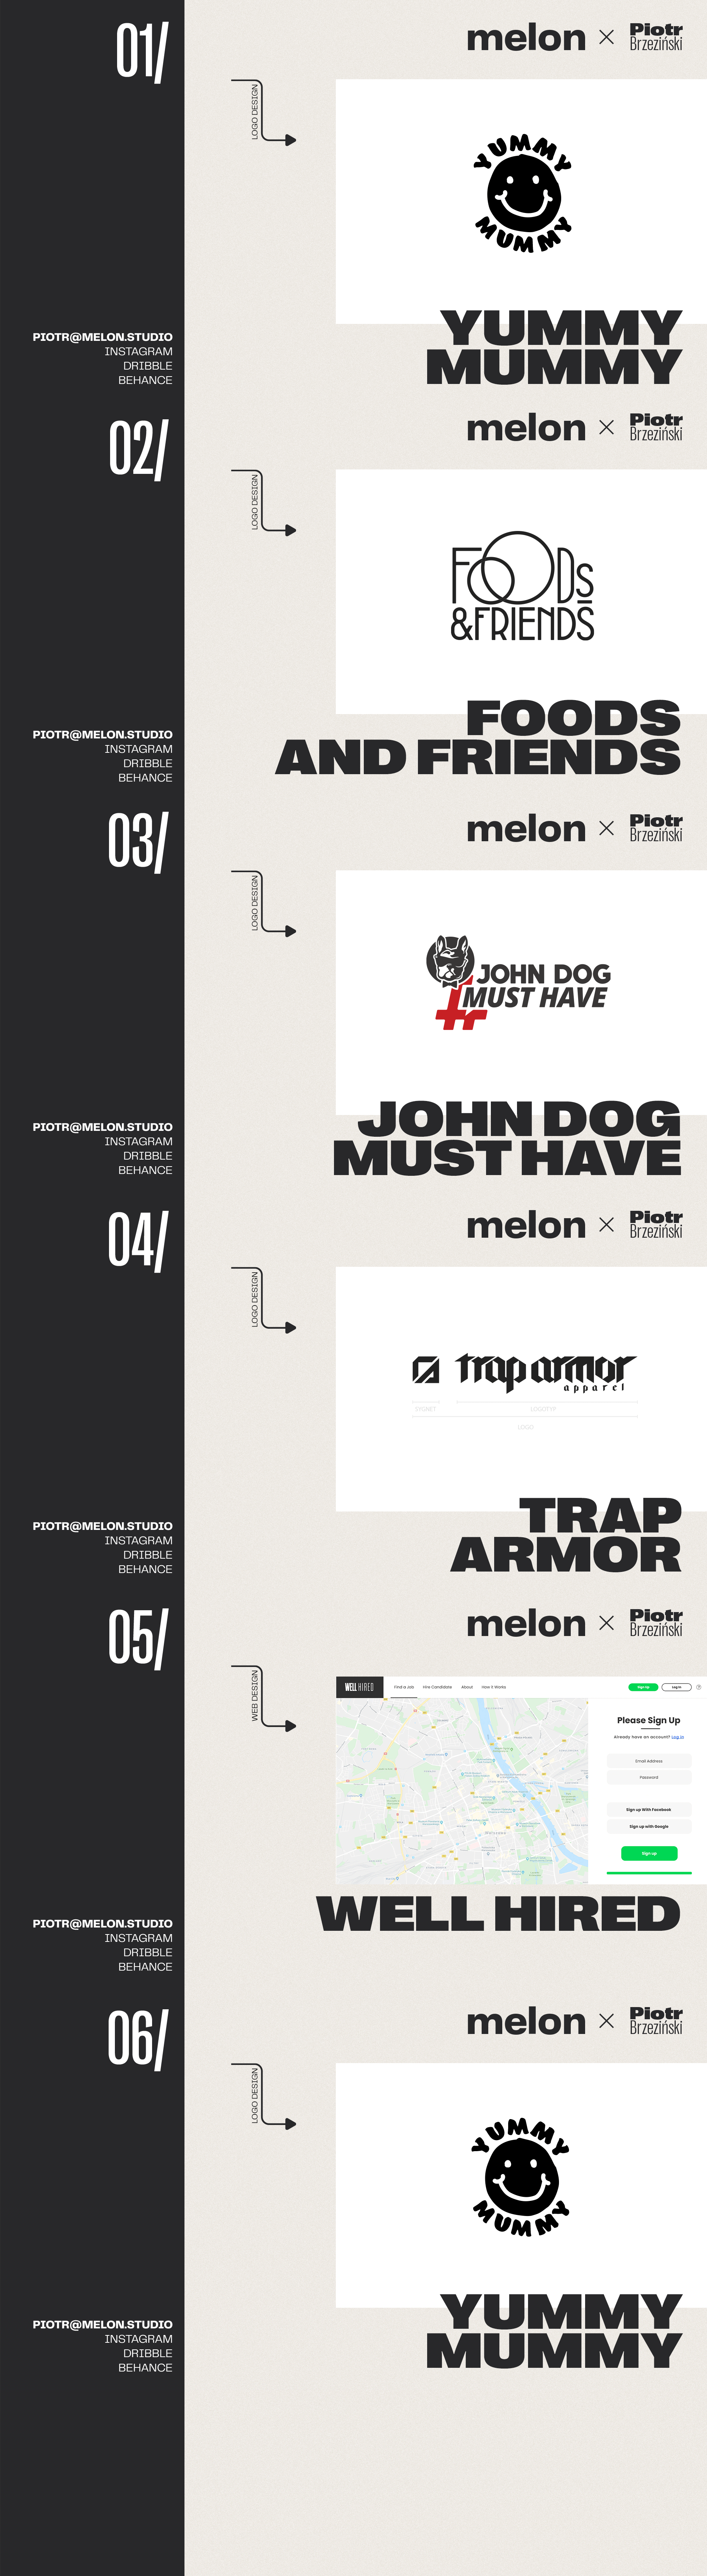 01/
melon × Piotr
Brzeziński
LOGO DESIGN
YUMMY
MUMMY
YUMMY
MUMMY
PIOTR@MELON.STUDIO
INSTAGRAM
DRIBBLE
BEHANCE
02/
melon × Piotr
Brzeziński
LOGO DESIGN
FOODs
&FRIENDS
FOODS
AND FRIENDS
PIOTR@MELON.STUDIO
INSTAGRAM
DRIBBLE
BEHANCE
03/
melon × Piotr
Brzeziński
LOGO DESIGN
JOHN DOG
#MUST HAVE
JOHN DOG
MUST HAVE
PIOTR@MELON.STUDIO
INSTAGRAM
DRIBBLE
BEHANCE
04/
melon × Piotr
Brzeziński
LOGO DESIGN
trap armor
apparel
SYGNET LOGOTYP
LOGO
TRAP
ARMOR
PIOTR@MELON.STUDIO
INSTAGRAM
DRIBBLE
BEHANCE
05/
melon × Piotr
Brzeziński
WEB DESIGN
WELL HIRED Find a Job Hire Candidate About How it Works Sign Up Log in ?
Please Sign Up
Already have an account? Log in
Email Address
Password
Sign up With Facebook
Sign up with Google
Sign up
WELL HIRED
PIOTR@MELON.STUDIO
INSTAGRAM
DRIBBLE
BEHANCE
06/
melon × Piotr
Brzeziński
LOGO DESIGN
YUMMY
MUMMY
YUMMY
MUMMY
PIOTR@MELON.STUDIO
INSTAGRAM
DRIBBLE
BEHANCE